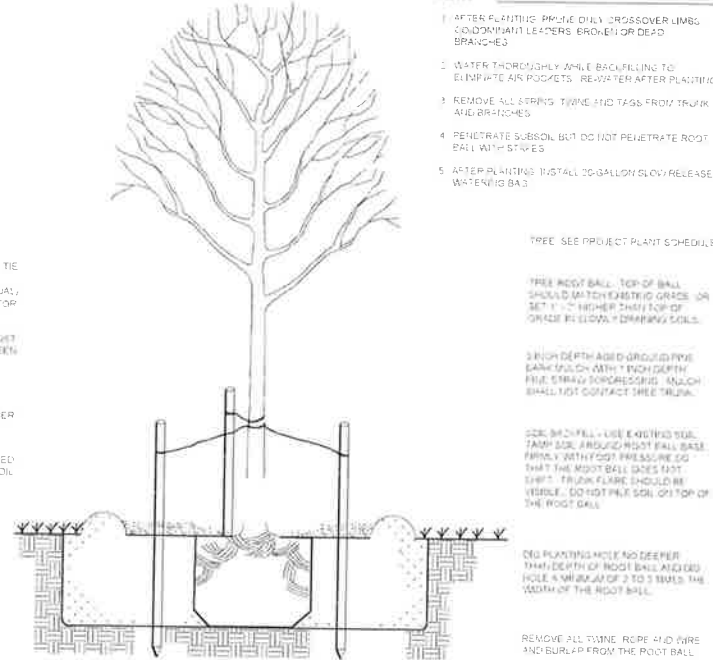 1 AFTER PLANTING PRUNE ONLY CROSSOVER LIMBS
CO-DOMINANT LEADERS BROKEN OR DEAD
BRANCHES
2 WATER THOROUGHLY WHILE BACKFILLING TO
ELIMINATE AIR POCKETS RE-WATER AFTER PLANTING
3 REMOVE ALL STRING TWINE AND TAGS FROM TRUNK
AND BRANCHES
4 PENETRATE SUBSOIL BUT DO NOT PENETRATE ROOT
BALL WITH STAKES
5 AFTER PLANTING INSTALL 20-GALLON SLOW RELEASE
WATERING BAG
TIE
TREE SEE PROJECT PLANT SCHEDULE
TREE ROOT BALL TOP OF BALL
SHOULD MATCH EXISTING GRADE OR
SET HIGHER THAN TOP OF
GRADE IN SLOWLY DRAINING SOILS
INCH DEPTH AGED GROUND PINE
BARK MULCH WITH 1 INCH DEPTH
PINE STRAW TOPDRESSING MULCH
SHALL NOT CONTACT TREE TRUNK
SOIL BACKFILL - USE EXISTING SOIL
TAMP SOIL AROUND ROOT BALL BASE
FIRMLY WITH FOOT PRESSURE SO
THAT THE ROOT BALL DOES NOT
SHIFT TRUNK FLARE SHOULD BE
VISIBLE DO NOT PILE SOIL ON TOP OF
THE ROOT BALL
DIG PLANTING HOLE NO DEEPER
THAN DEPTH OF ROOT BALL AND DIG
HOLE A MINIMUM OF 2 TO 3 TIMES THE
WIDTH OF THE ROOT BALL
REMOVE ALL TWINE ROPE AND WIRE
AND BURLAP FROM THE ROOT BALL